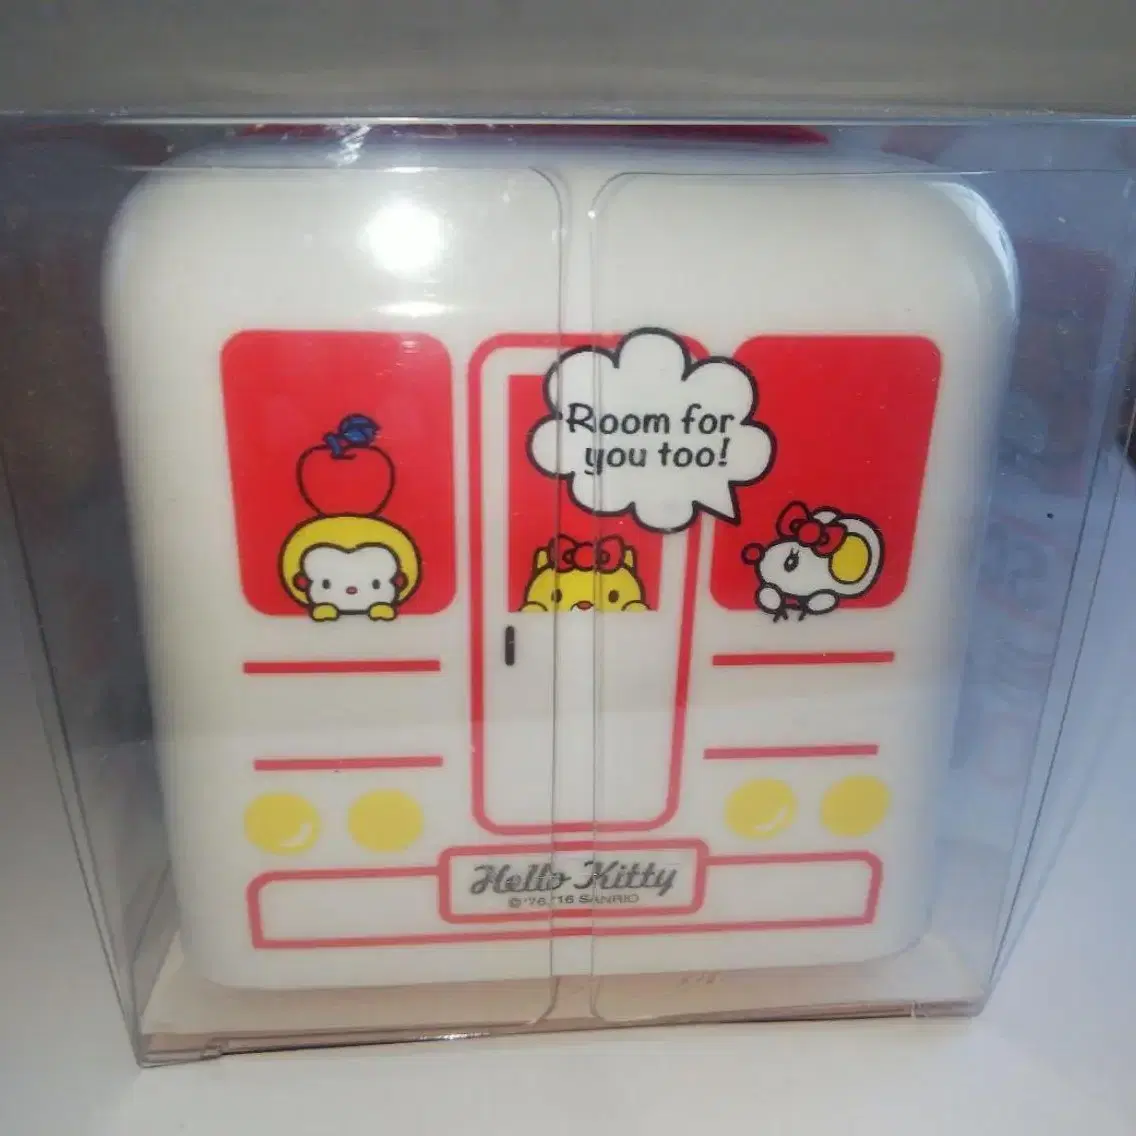 Room for
you too!
Hello Kitty
© '76, '16 SANRIO